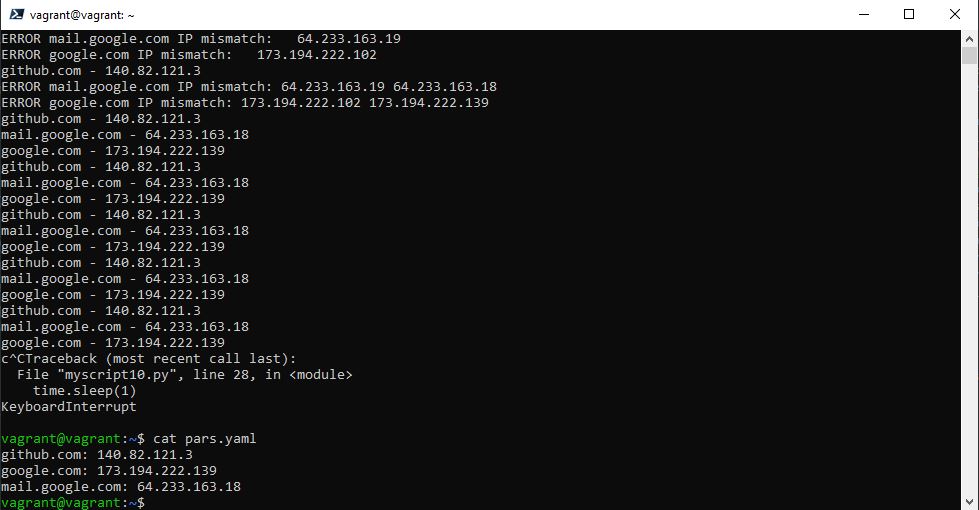 vagrant@vagrant: ~
ERROR mail.google.com IP mismatch:   64.233.163.19
ERROR google.com IP mismatch:   173.194.222.102
github.com - 140.82.121.3
ERROR mail.google.com IP mismatch: 64.233.163.19 64.233.163.18
ERROR google.com IP mismatch: 173.194.222.102 173.194.222.139
github.com - 140.82.121.3
mail.google.com - 64.233.163.18
google.com - 173.194.222.139
github.com - 140.82.121.3
mail.google.com - 64.233.163.18
google.com - 173.194.222.139
github.com - 140.82.121.3
mail.google.com - 64.233.163.18
google.com - 173.194.222.139
github.com - 140.82.121.3
mail.google.com - 64.233.163.18
google.com - 173.194.222.139
github.com - 140.82.121.3
mail.google.com - 64.233.163.18
google.com - 173.194.222.139
c^CTraceback (most recent call last):
  File "myscript10.py", line 28, in <module>
    time.sleep(1)
KeyboardInterrupt
vagrant@vagrant:~$ cat pars.yaml
github.com: 140.82.121.3
google.com: 173.194.222.139
mail.google.com: 64.233.163.18
vagrant@vagrant:~$